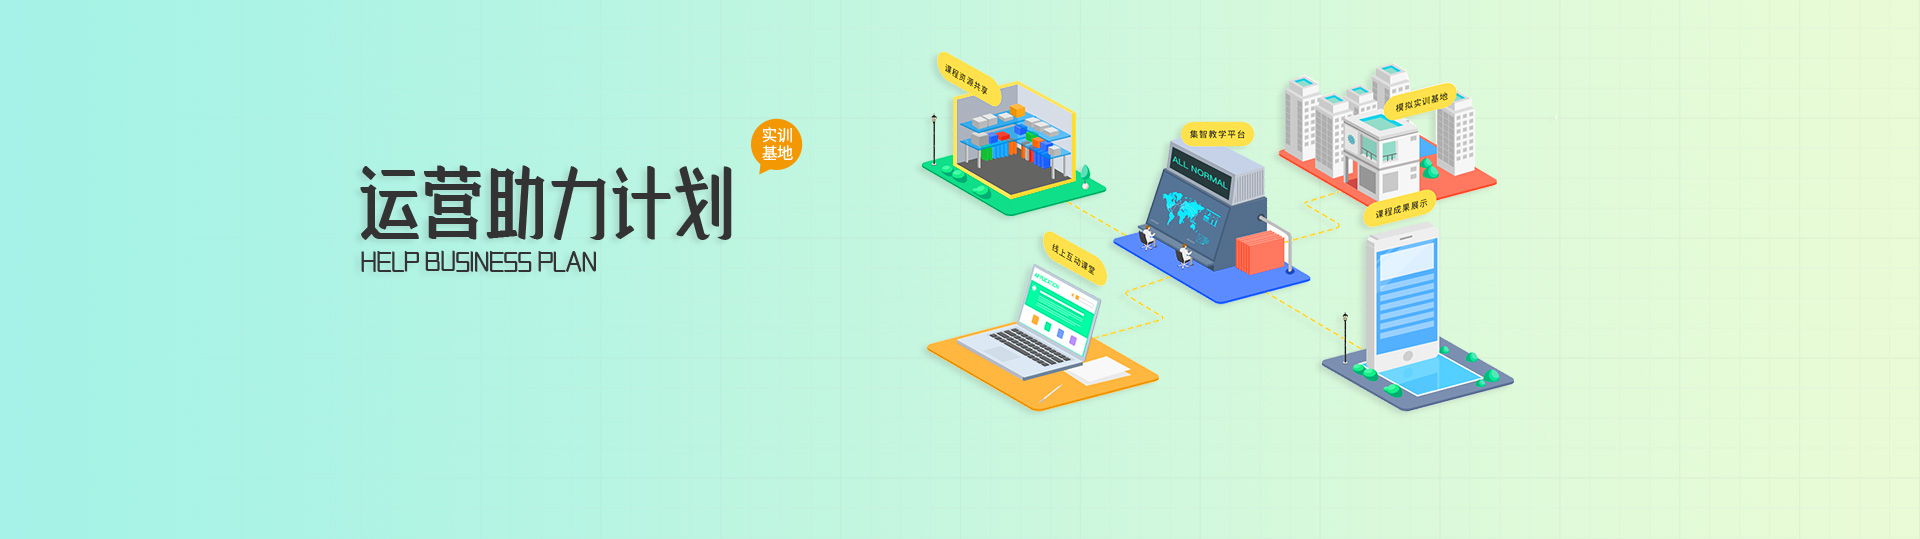 实训
基地
运营助力计划
HELP BUSINESS PLAN
课程资源共享
集智教学平台
ALL NORMAL
模拟实训基地
课程成果展示
线上互动课堂
APPLICATION